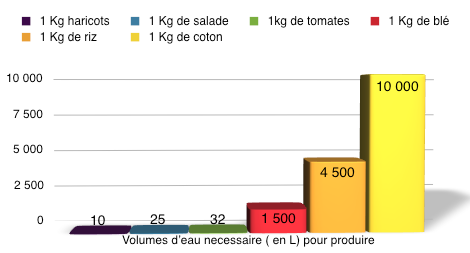 1 Kg haricots 1 Kg de salade 1kg de tomates 1 Kg de blé
1 Kg de riz 1 Kg de coton
10 000
7 500
5 000
2 500
0
10 25 32 1 500 4 500 10 000
Volumes d'eau necessaire ( en L) pour produire